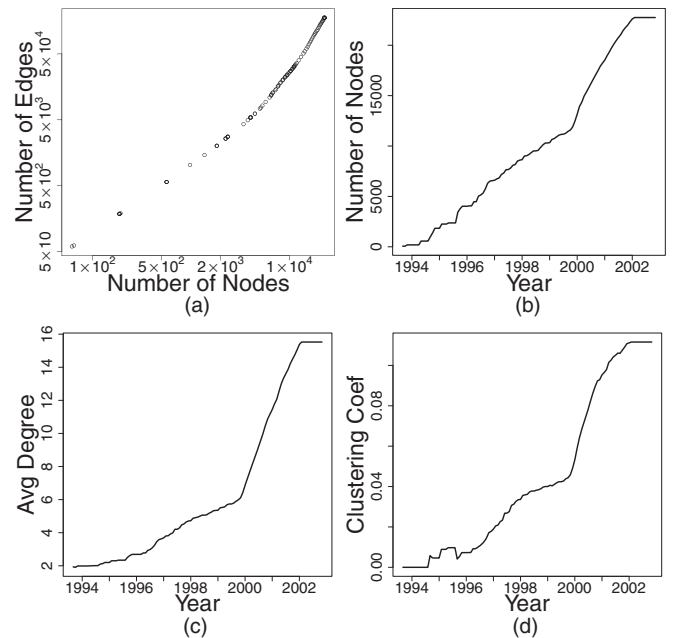 Number of Edges
5×10 5×10² 5×10³ 5×10⁴
1×10² 5×10² 2×10³ 1×10⁴
Number of Nodes
(a)
Number of Nodes
0 5000 15000
1994 1996 1998 2000 2002
Year
(b)
Avg Degree
2 4 6 8 10 12 14 16
1994 1996 1998 2000 2002
Year
(c)
Clustering Coef
0.00 0.04 0.08
1994 1996 1998 2000 2002
Year
(d)